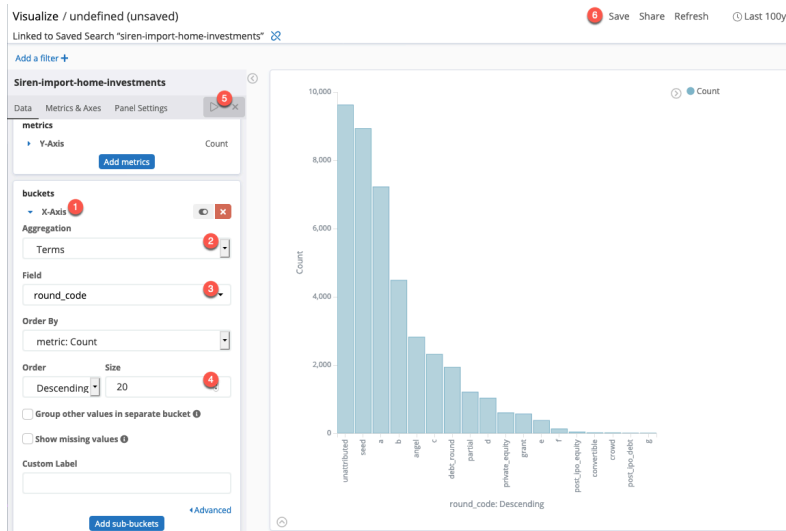 Visualize / undefined (unsaved)
6 Save Share Refresh Last 100y
Linked to Saved Search “siren-import-home-investments”
Add a filter +
Siren-import-home-investments
Data Metrics & Axes Panel Settings 5
metrics
Y-Axis Count
Add metrics
buckets
X-Axis 1
Aggregation
Terms 2
Field
round_code 3
Order By
metric: Count
Order Size
Descending 20 4
Group other values in separate bucket
Show missing values
Custom Label
Advanced
Add sub-buckets
Count
10,000
8,000
6,000
4,000
2,000
0
Count
unattributed
seed
a
b
angel
c
debt_round
partial
d
private_equity
grant
e
f
post_ipo_equity
convertible
crowd
post_ipo_debt
g
round_code: Descending